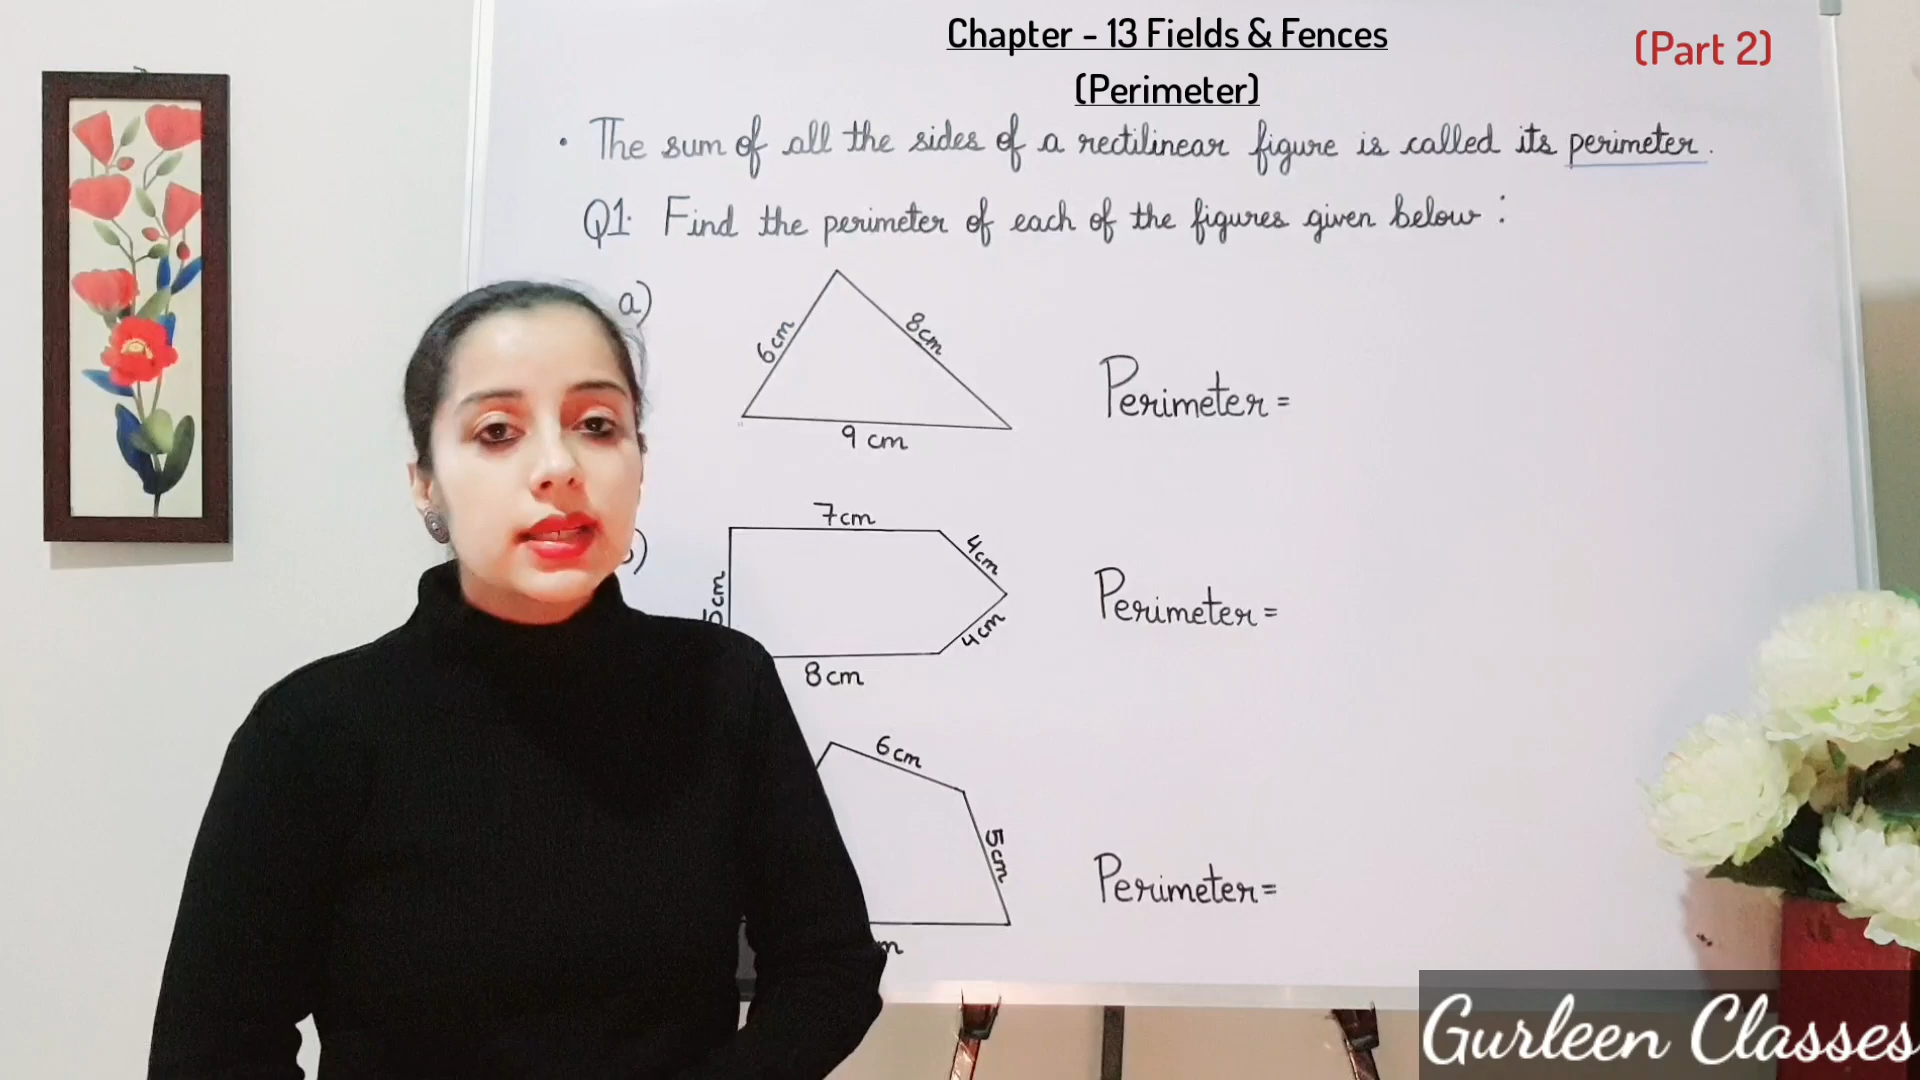 Chapter - 13 Fields & Fences
(Part 2)
(Perimeter)
• The sum of all the sides of a rectilinear figure is called its perimeter.
Q1. Find the perimeter of each of the figures given below :
a)
6cm
8cm
9 cm
Perimeter =
7cm
4cm
5cm
4cm
8cm
Perimeter =
6cm
5cm
Perimeter =
Gurleen Classes